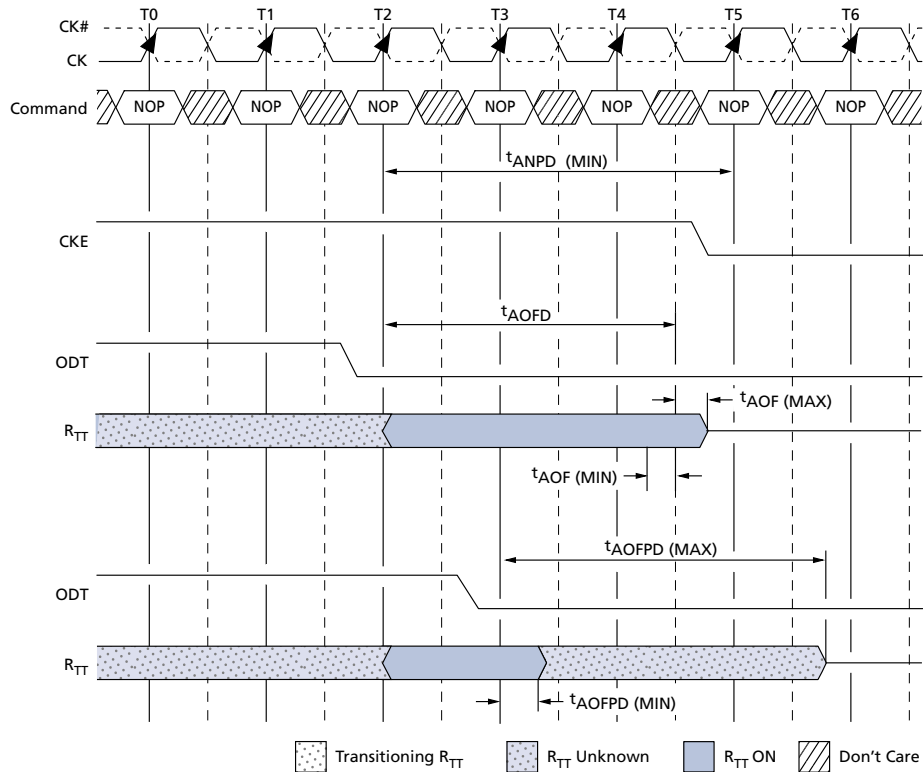 T0 T1 T2 T3 T4 T5 T6
CK#
CK
Command NOP NOP NOP NOP NOP NOP NOP
tANPD (MIN)
CKE
tAOFD
ODT
tAOF (MAX)
RTT
tAOF (MIN)
tAOFPD (MAX)
ODT
RTT
tAOFPD (MIN)
Transitioning RTT RTT Unknown RTT ON Don't Care